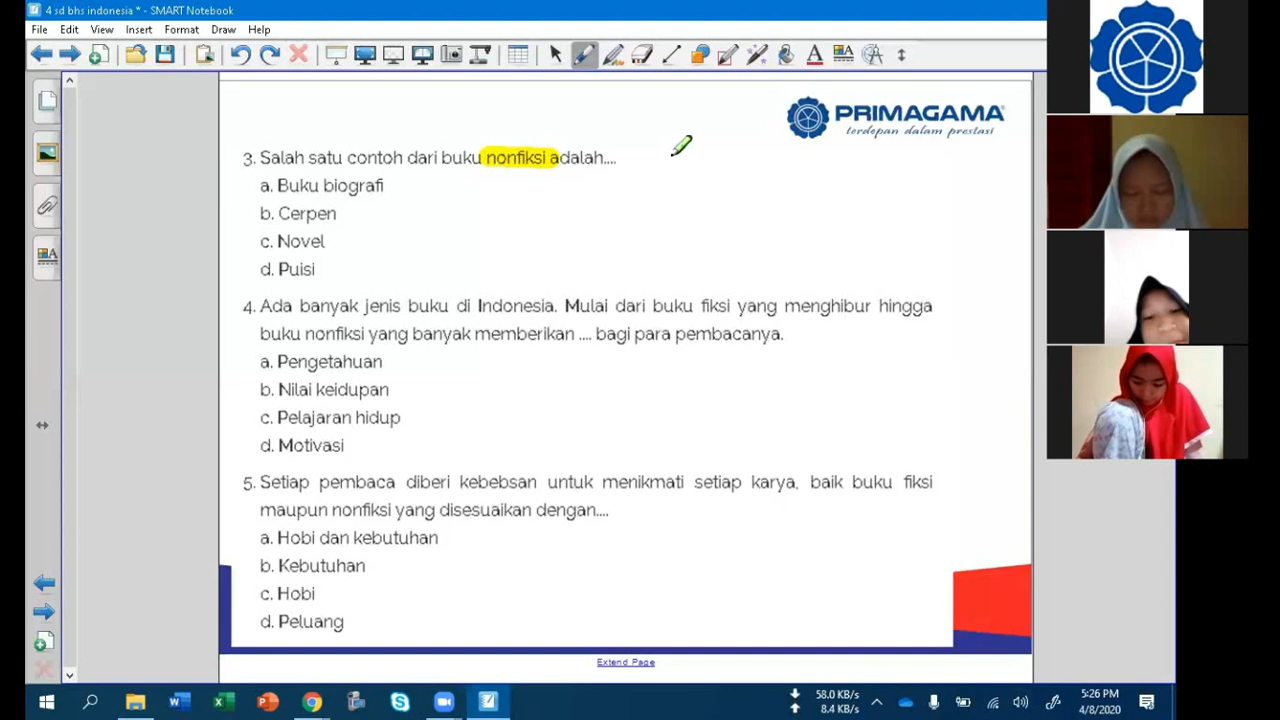 4 sd bhs indonesia * - SMART Notebook
File Edit View Insert Format Draw Help
PRIMAGAMA
terdepan dalam prestasi
3. Salah satu contoh dari buku nonfiksi adalah....
a. Buku biografi
b. Cerpen
c. Novel
d. Puisi
4. Ada banyak jenis buku di Indonesia. Mulai dari buku fiksi yang menghibur hingga
buku nonfiksi yang banyak memberikan .... bagi para pembacanya.
a. Pengetahuan
b. Nilai keidupan
c. Pelajaran hidup
d. Motivasi
5. Setiap pembaca diberi kebebsan untuk menikmati setiap karya, baik buku fiksi
maupun nonfiksi yang disesuaikan dengan....
a. Hobi dan kebutuhan
b. Kebutuhan
c. Hobi
d. Peluang
Extend Page
58.0 KB/s
8.4 KB/s
5:26 PM
4/8/2020